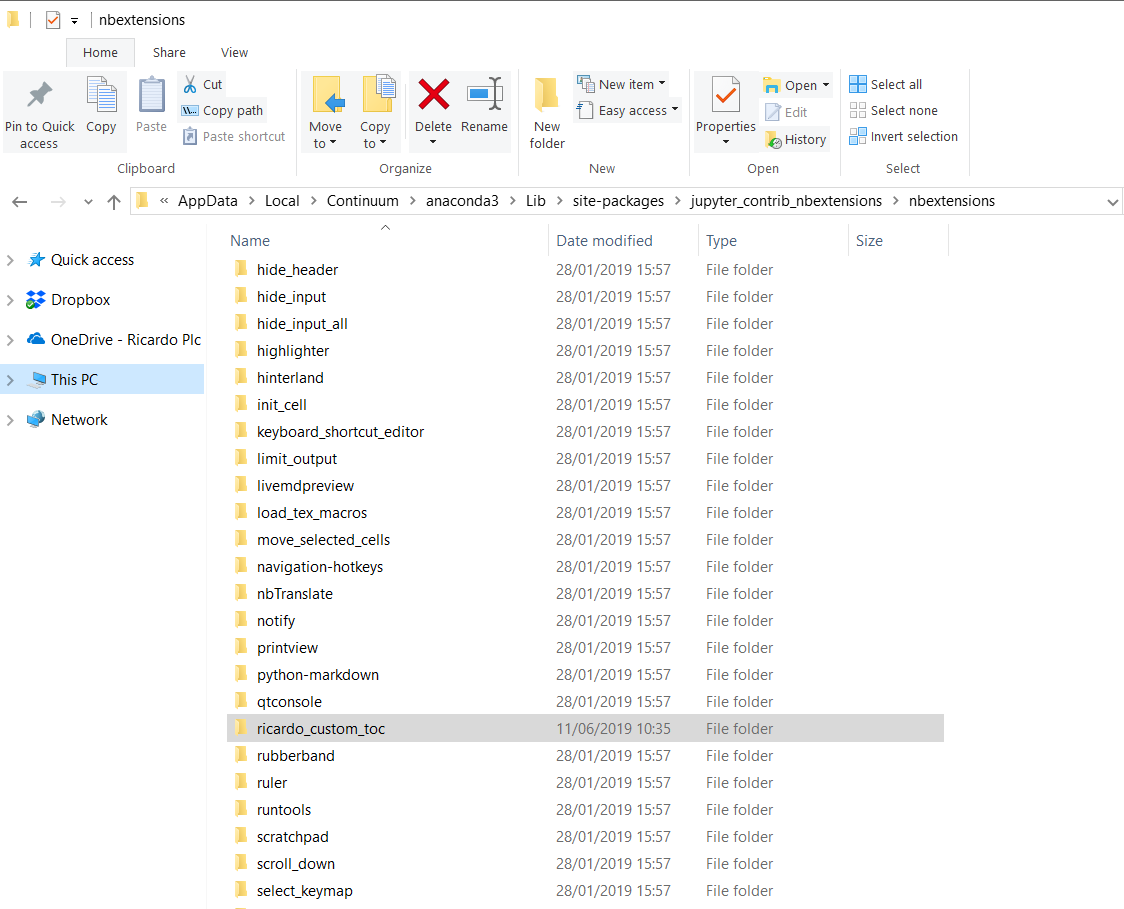 nbextensions
Home Share View
Pin to Quick access
Copy
Paste
Cut
Copy path
Paste shortcut
Clipboard
Move to
Copy to
Delete
Rename
Organize
New folder
New item
Easy access
New
Properties
Open
Edit
History
Open
Select all
Select none
Invert selection
Select
« AppData > Local > Continuum > anaconda3 > Lib > site-packages > jupyter_contrib_nbextensions > nbextensions
Quick access
Dropbox
OneDrive - Ricardo Plc
This PC
Network
Name Date modified Type Size
hide_header 28/01/2019 15:57 File folder
hide_input 28/01/2019 15:57 File folder
hide_input_all 28/01/2019 15:57 File folder
highlighter 28/01/2019 15:57 File folder
hinterland 28/01/2019 15:57 File folder
init_cell 28/01/2019 15:57 File folder
keyboard_shortcut_editor 28/01/2019 15:57 File folder
limit_output 28/01/2019 15:57 File folder
livemdpreview 28/01/2019 15:57 File folder
load_tex_macros 28/01/2019 15:57 File folder
move_selected_cells 28/01/2019 15:57 File folder
navigation-hotkeys 28/01/2019 15:57 File folder
nbTranslate 28/01/2019 15:57 File folder
notify 28/01/2019 15:57 File folder
printview 28/01/2019 15:57 File folder
python-markdown 28/01/2019 15:57 File folder
qtconsole 28/01/2019 15:57 File folder
ricardo_custom_toc 11/06/2019 10:35 File folder
rubberband 28/01/2019 15:57 File folder
ruler 28/01/2019 15:57 File folder
runtools 28/01/2019 15:57 File folder
scratchpad 28/01/2019 15:57 File folder
scroll_down 28/01/2019 15:57 File folder
select_keymap 28/01/2019 15:57 File folder